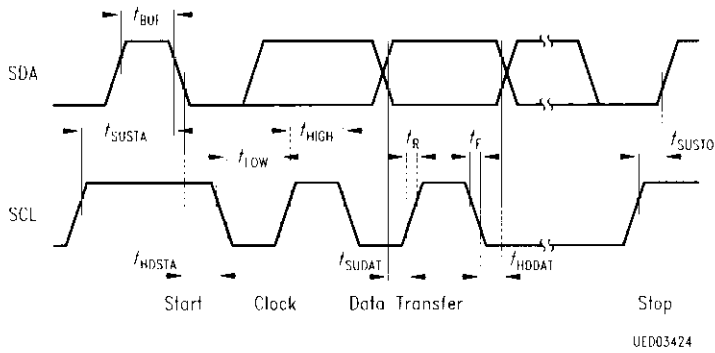 tBUF
SDA
tSUSTA
tLOW
tHIGH
tR
tF
tSUSTO
SCL
tHDSTA
tSUDAT
tHDDAT
Start
Clock
Data Transfer
Stop
UED03424